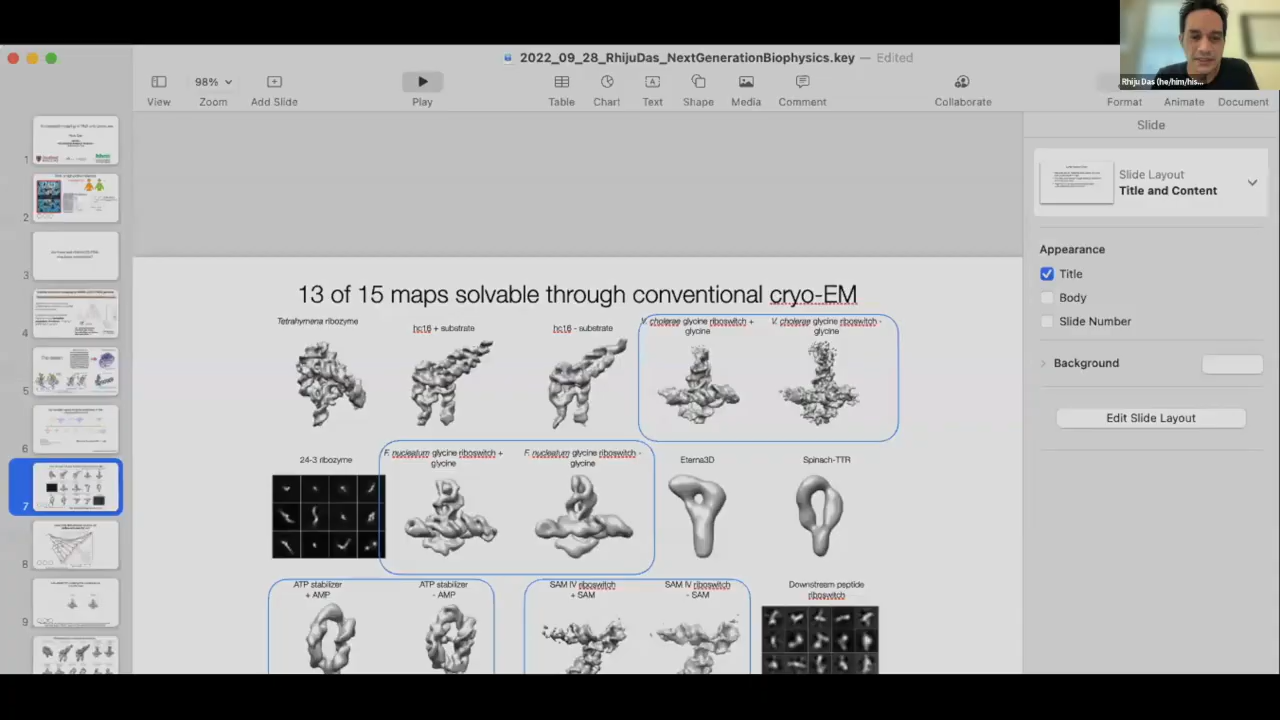 2022_09_28_RhijuDas_NextGenerationBiophysics.key — Edited
98%
View
Zoom
Add Slide
Play
Table
Chart
Text
Shape
Media
Comment
Collaborate
Format
Animate
Document
Rhiju Das (he/him/his...
Slide
Slide Layout
Title and Content
Appearance
Title
Body
Slide Number
Background
Edit Slide Layout
1
2
3
4
5
6
7
8
9
13 of 15 maps solvable through conventional cryo-EM
Tetrahymena ribozyme
hc16 + substrate
hc16 - substrate
V. cholerae glycine riboswitch +
glycine
V. cholerae glycine riboswitch -
glycine
24-3 ribozyme
F. nucleatum glycine riboswitch +
glycine
F. nucleatum glycine riboswitch -
glycine
Eterna3D
Spinach-TTR
ATP stabilizer
+ AMP
ATP stabilizer
- AMP
SAM IV riboswitch
+ SAM
SAM IV riboswitch
- SAM
Downstream peptide
riboswitch